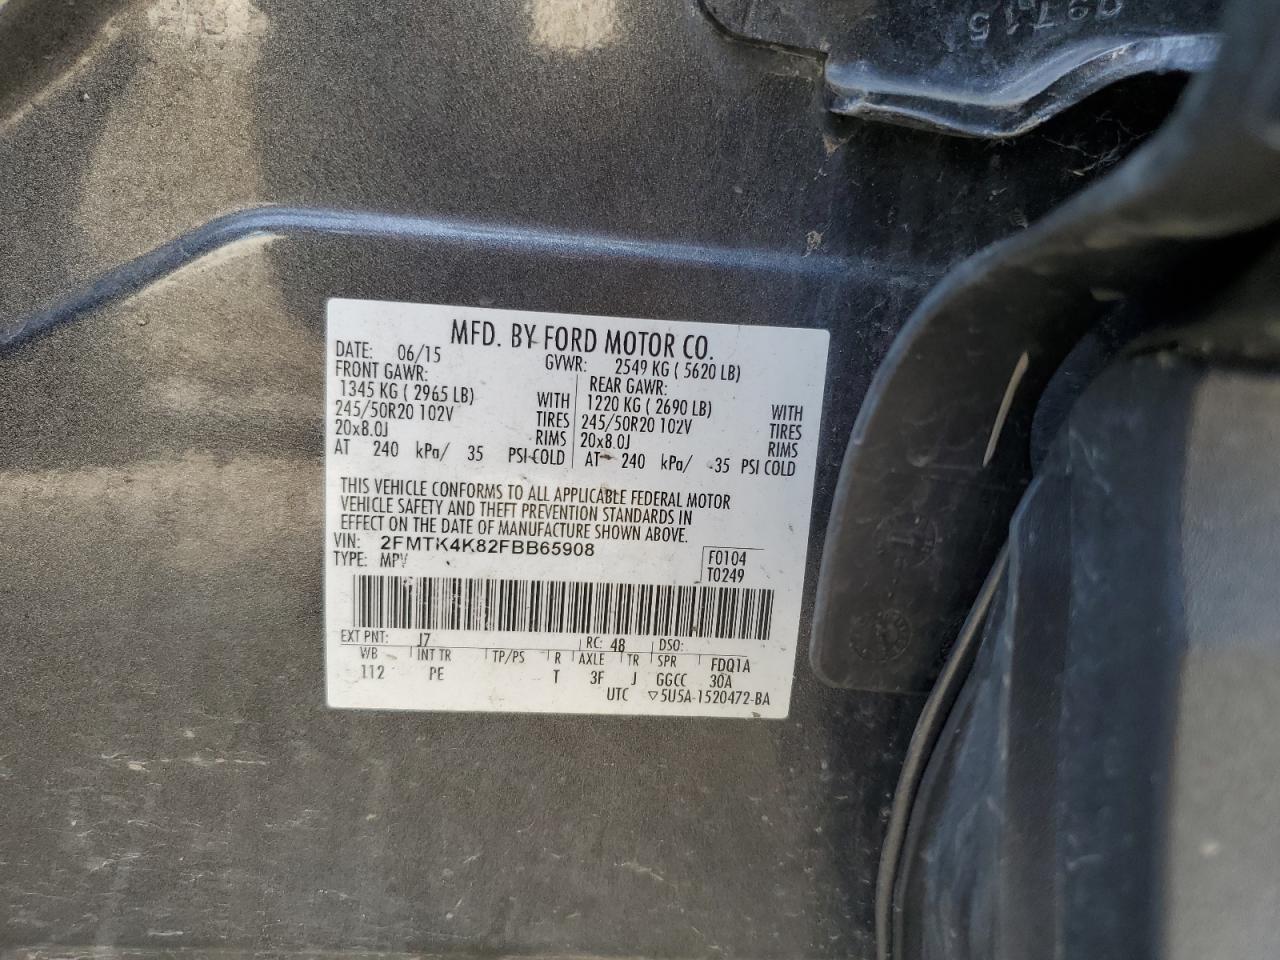 MFD. BY FORD MOTOR CO.
DATE: 06/15 GVWR: 2549 KG ( 5620 LB)
FRONT GAWR: REAR GAWR:
1345 KG ( 2965 LB) WITH 1220 KG ( 2690 LB) WITH
245/50R20 102V TIRES 245/50R20 102V TIRES
20x8.0J RIMS 20x8.0J RIMS
AT 240 kPa/ 35 PSI-COLD AT 240 kPa/ 35 PSI COLD
THIS VEHICLE CONFORMS TO ALL APPLICABLE FEDERAL MOTOR
VEHICLE SAFETY AND THEFT PREVENTION STANDARDS IN
EFFECT ON THE DATE OF MANUFACTURE SHOWN ABOVE.
VIN: 2FMTK4K82FBB65908 F0104
TYPE: MPV T0249
EXT PNT: J7 RC: 48 DSO:
WB INT TR TP/PS R AXLE TR SPR FDQ1A
112 PE T 3F J GGCC 30A
UTC ▽5U5A-1520472-BA